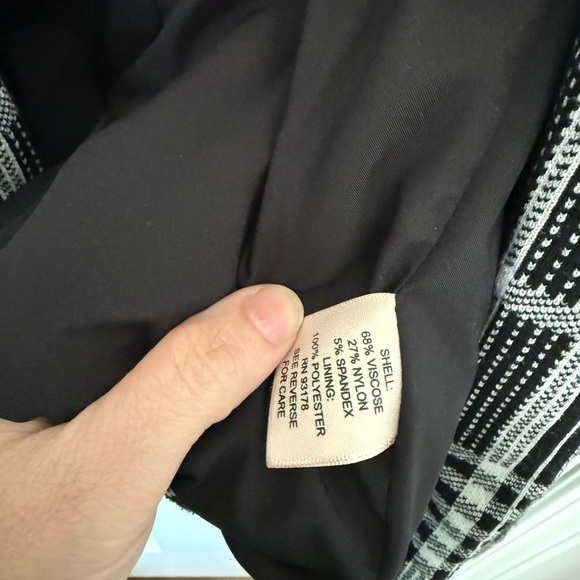 SHELL:
68% VISCOSE
27% NYLON
5% SPANDEX
LINING:
100% POLYESTER
RN 93178
SEE REVERSE
FOR CARE